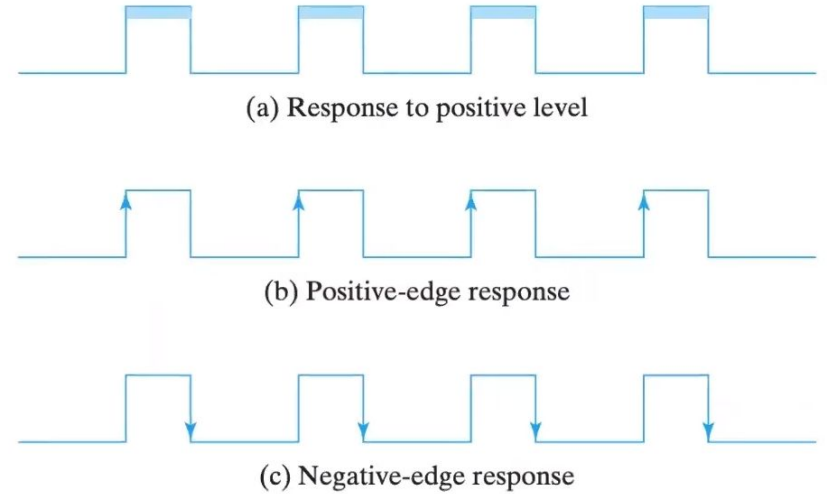 (a) Response to positive level
(b) Positive-edge response
(c) Negative-edge response